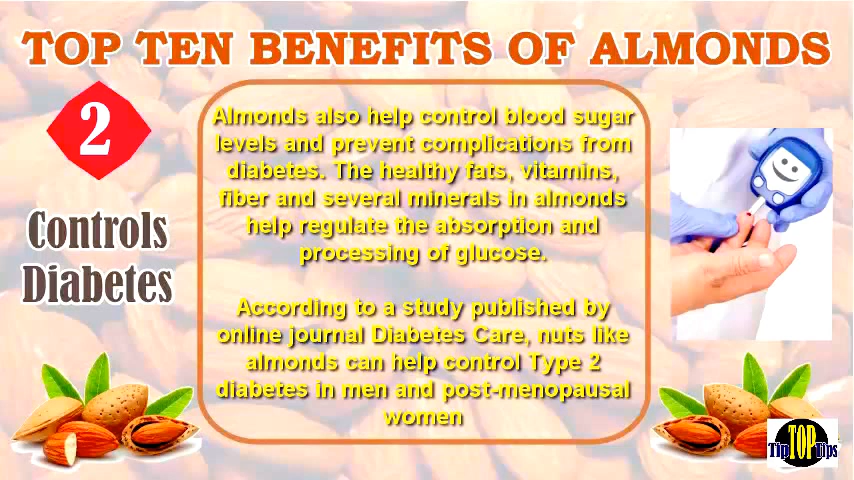 TOP TEN BENEFITS OF ALMONDS
2
Controls
Diabetes
Almonds also help control blood sugar
levels and prevent complications from
diabetes. The healthy fats, vitamins,
fiber and several minerals in almonds
help regulate the absorption and
processing of glucose.
According to a study published by
online journal Diabetes Care, nuts like
almonds can help control Type 2
diabetes in men and post-menopausal
women
Tip TOP Tips